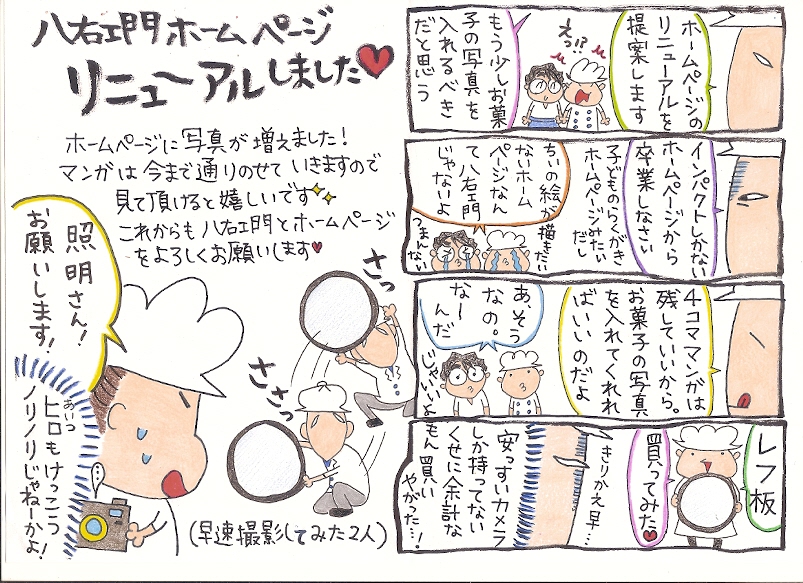 八右ヱ門ホームページ
リニューアルしました♥
ホームページに写真が増えました!
マンガは今まで通りのせていきますので
見て頂けると嬉しいです✨
これからも八右ヱ門とホームページ
をよろしくお願いします♥
照明さん!
お願いします!
さっ
ささっ
ヒロもけっこう
あいつ
ノリノリじゃねーかよ!
(早速撮影してみた2人)
ホームページの
リニューアルを
提案します
えっ!?
もう少しお菓
子の写真を
入れるべき
だと思う
インパクトしかない
ホームページから
卒業しなさい
子どものらくがき
ホームページみたい
だし
ちぃの絵が描きたい
ないホーム
ページなん
て八右ヱ門
じゃないよ
つまんない
4コママンガは
残していいから。
お菓子の写真
を入れてくれれ
ばいいのだよ
あ、そう
なの。
なーんだ
じゃいいよ
レフ板
買ってみた♥
きりかえ早…
安っすいカメラ
しか持ってない
くせに余計な
もん買い
やがった…!